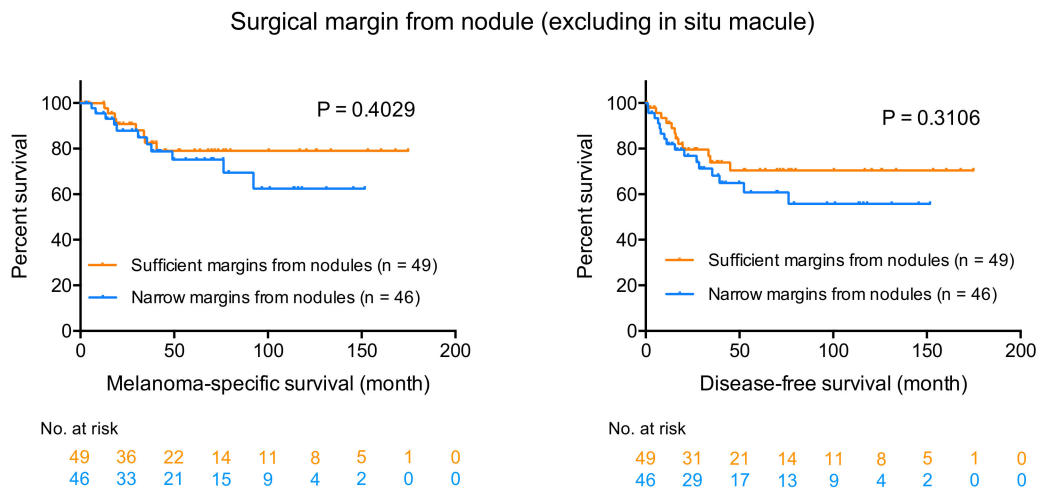 Surgical margin from nodule (excluding in situ macule)
Percent survival
100
80
60
40
20
0
P = 0.4029
Sufficient margins from nodules (n = 49)
Narrow margins from nodules (n = 46)
0 50 100 150 200
Melanoma-specific survival (month)
No. at risk
49 36 22 14 11 8 5 1 0
46 33 21 15 9 4 2 0 0
Percent survival
100
80
60
40
20
0
P = 0.3106
Sufficient margins from nodules (n = 49)
Narrow margins from nodules (n = 46)
0 50 100 150 200
Disease-free survival (month)
No. at risk
49 31 21 14 11 8 5 1 0
46 29 17 13 9 4 2 0 0